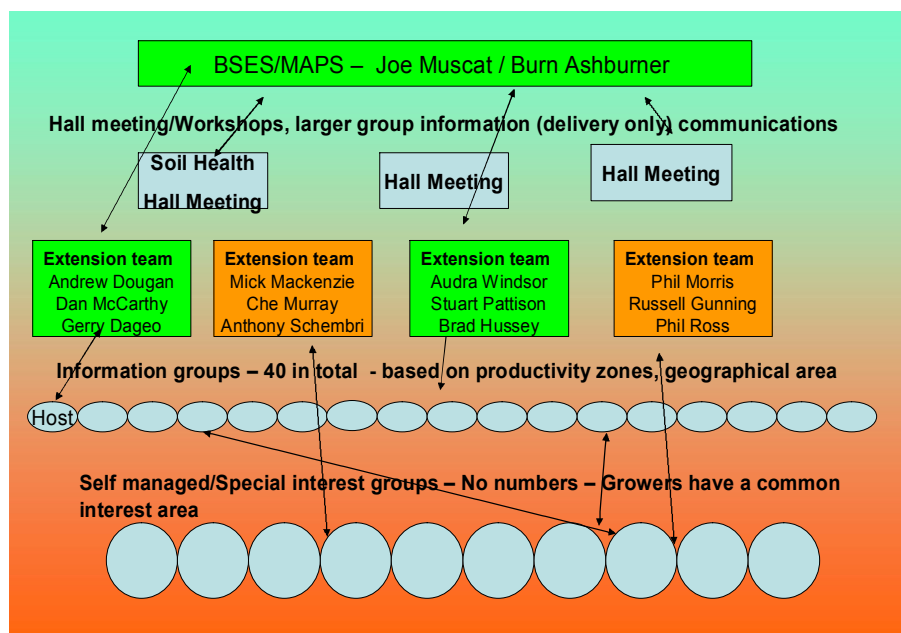 BSES/MAPS – Joe Muscat / Burn Ashburner
Hall meeting/Workshops, larger group information (delivery only) communications
Soil Health
Hall Meeting
Hall Meeting
Hall Meeting
Extension team
Andrew Dougan
Dan McCarthy
Gerry Dageo
Extension team
Mick Mackenzie
Che Murray
Anthony Schembri
Extension team
Audra Windsor
Stuart Pattison
Brad Hussey
Extension team
Phil Morris
Russell Gunning
Phil Ross
Information groups – 40 in total - based on productivity zones, geographical area
Host
Self managed/Special interest groups – No numbers – Growers have a common
interest area